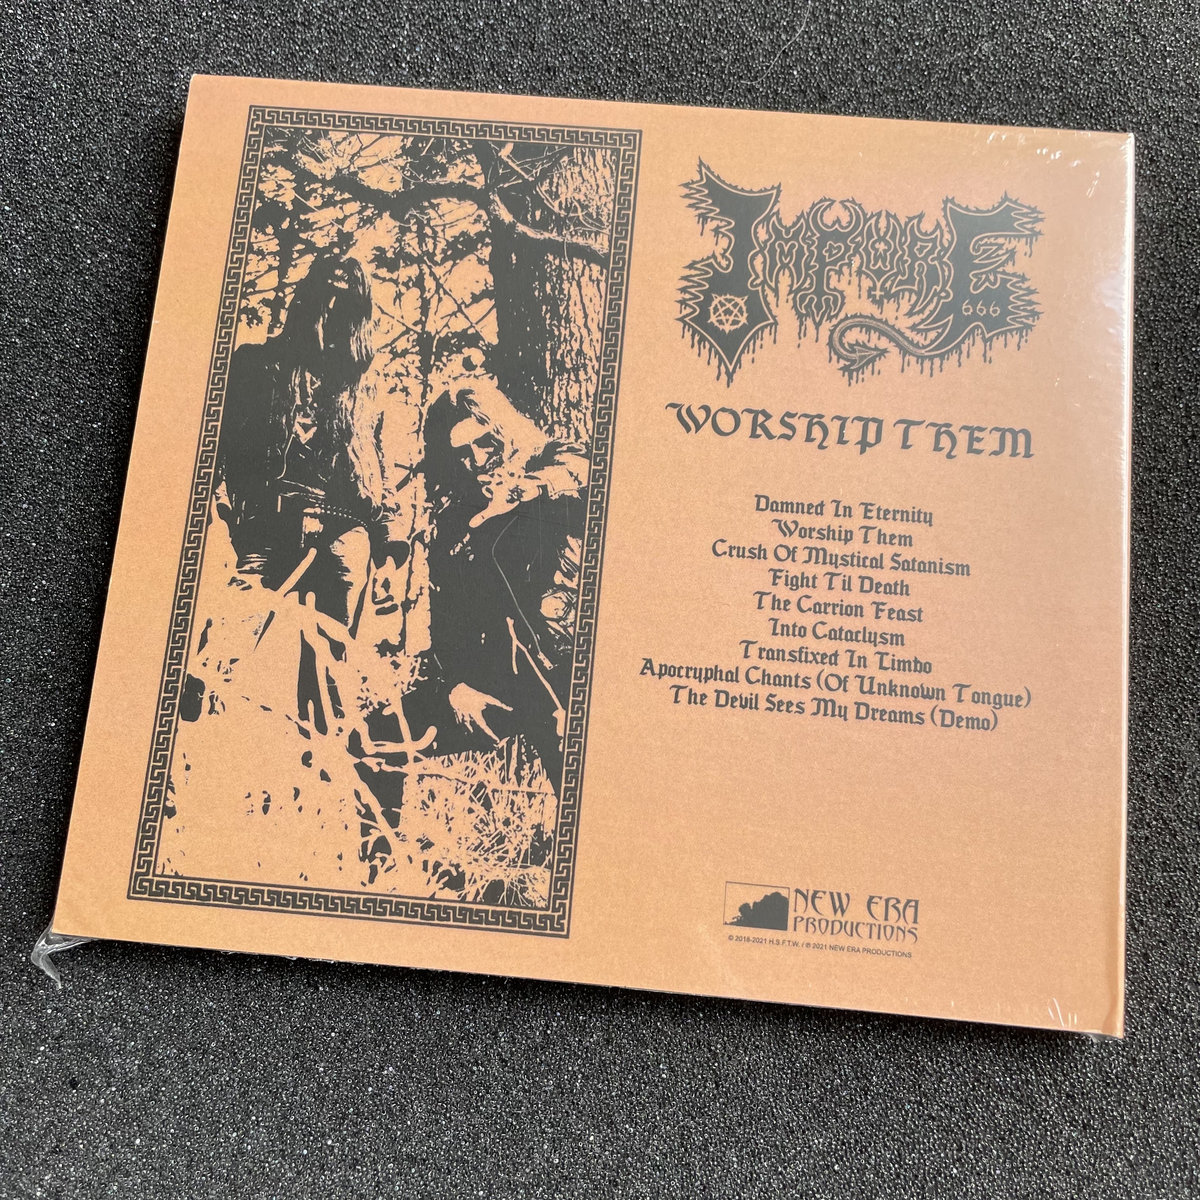 IMPURE
666
WORSHIP THEM
Damned In Eternity
Worship Them
Crush Of Mystical Satanism
Fight Til Death
The Carrion Feast
Into Cataclysm
Transfixed In Limbo
Apocryphal Chants (Of Unknown Tongue)
The Devil Sees My Dreams (Demo)
NEW ERA
PRODUCTIONS
© 2018-2021 H.S.F.T.W. / ℗ 2021 NEW ERA PRODUCTIONS